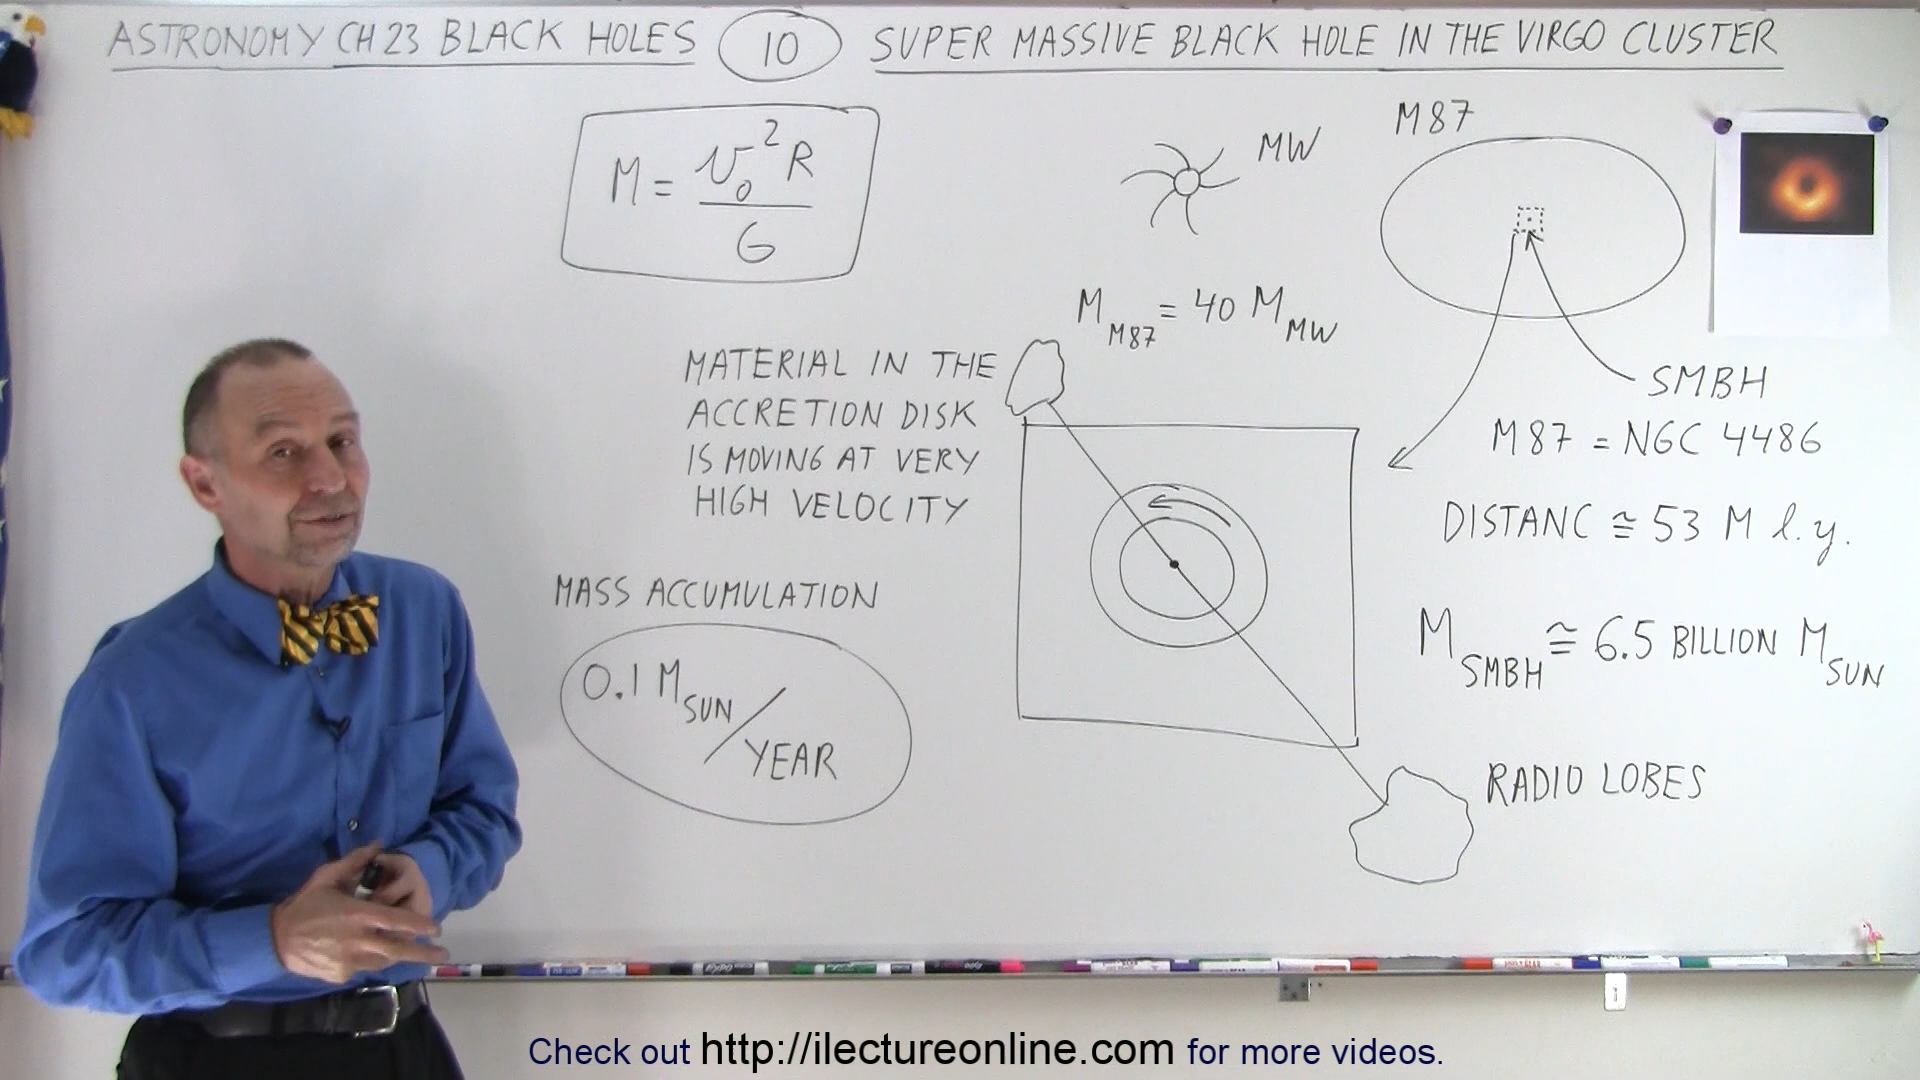 ASTRONOMY CH 23 BLACK HOLES 10 SUPER MASSIVE BLACK HOLE IN THE VIRGO CLUSTER
M = v₀²R / G
MW
M87
M_M87 = 40 M_MW
SMBH
M87 = NGC 4486
DISTANC ≅ 53 M l.y.
M_SMBH ≅ 6.5 BILLION M_SUN
MATERIAL IN THE
ACCRETION DISK
IS MOVING AT VERY
HIGH VELOCITY
MASS ACCUMULATION
0.1 M_SUN / YEAR
RADIO LOBES
Check out http://ilectureonline.com for more videos.